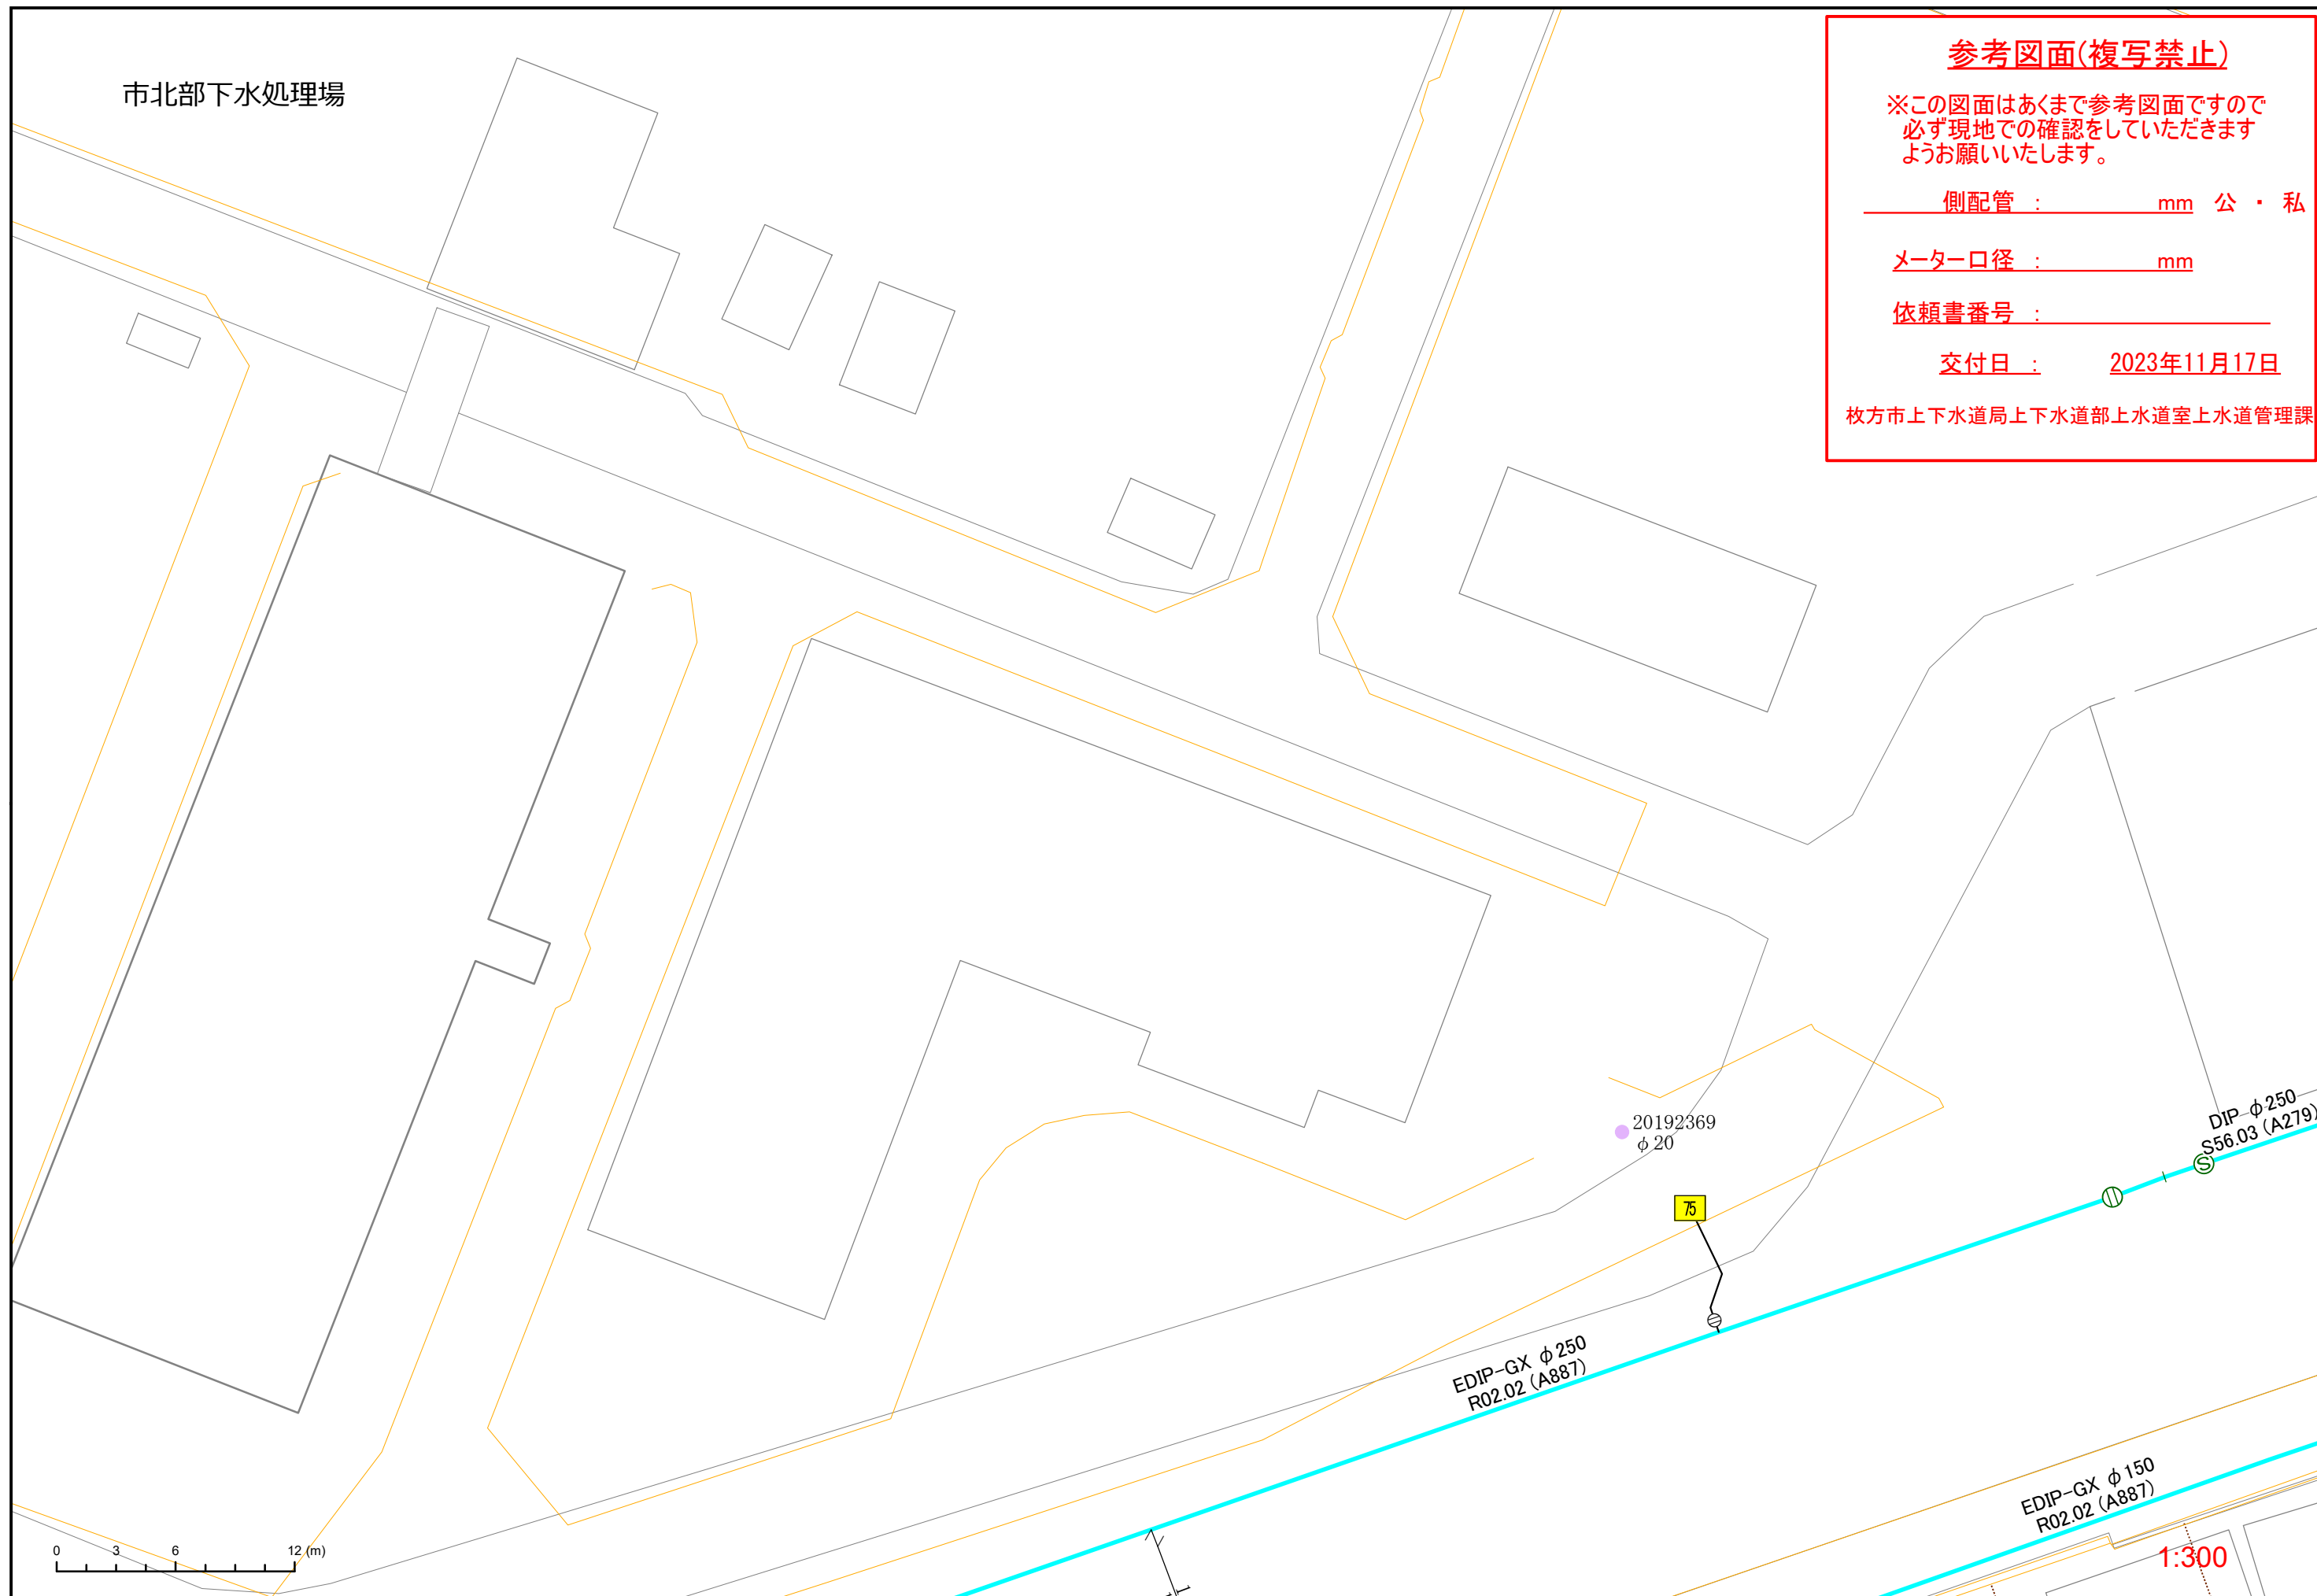 市北部下水処理場
参考図面(複写禁止)
※この図面はあくまで参考図面ですので
必ず現地での確認をしていただきます
ようお願いいたします。
側配管 : mm 公 ・ 私
メーター口径 : mm
依頼書番号 :
交付日 : 2023年11月17日
枚方市上下水道局上下水道部上水道室上水道管理課
20192369
φ20
75
DIP φ250
S56.03 (A279)
S
EDIP-GX φ250
R02.02 (A887)
EDIP-GX φ150
R02.02 (A887)
1:300
0 3 6 12 (m)